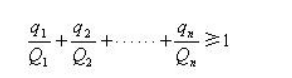 q₁/Q₁ + q₂/Q₂ + ······ + qₙ/Qₙ ≥ 1